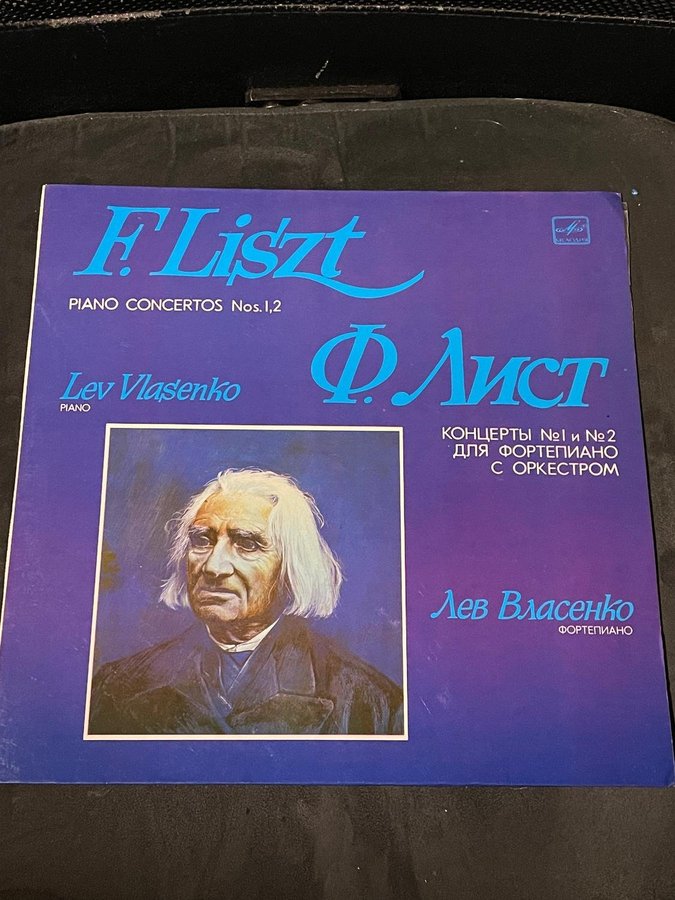 F. Liszt
PIANO CONCERTOS Nos. 1,2
Ф. Лист
Lev Vlasenko
PIANO
КОНЦЕРТЫ №1 и №2
ДЛЯ ФОРТЕПИАНО
С ОРКЕСТРОМ
Лев Власенко
ФОРТЕПИАНО
МЕЛОДИЯ